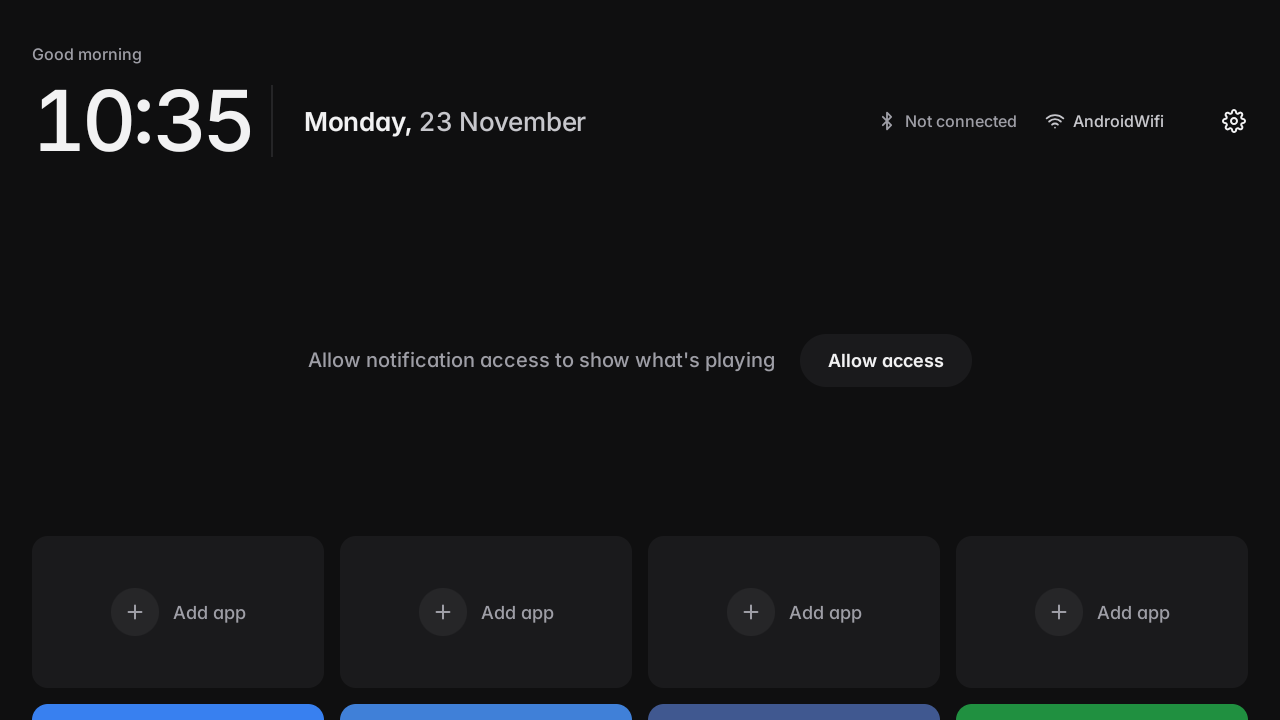 Good morning
10:35
Monday, 23 November
Not connected
AndroidWifi
Allow notification access to show what's playing
Allow access
Add app
Add app
Add app
Add app